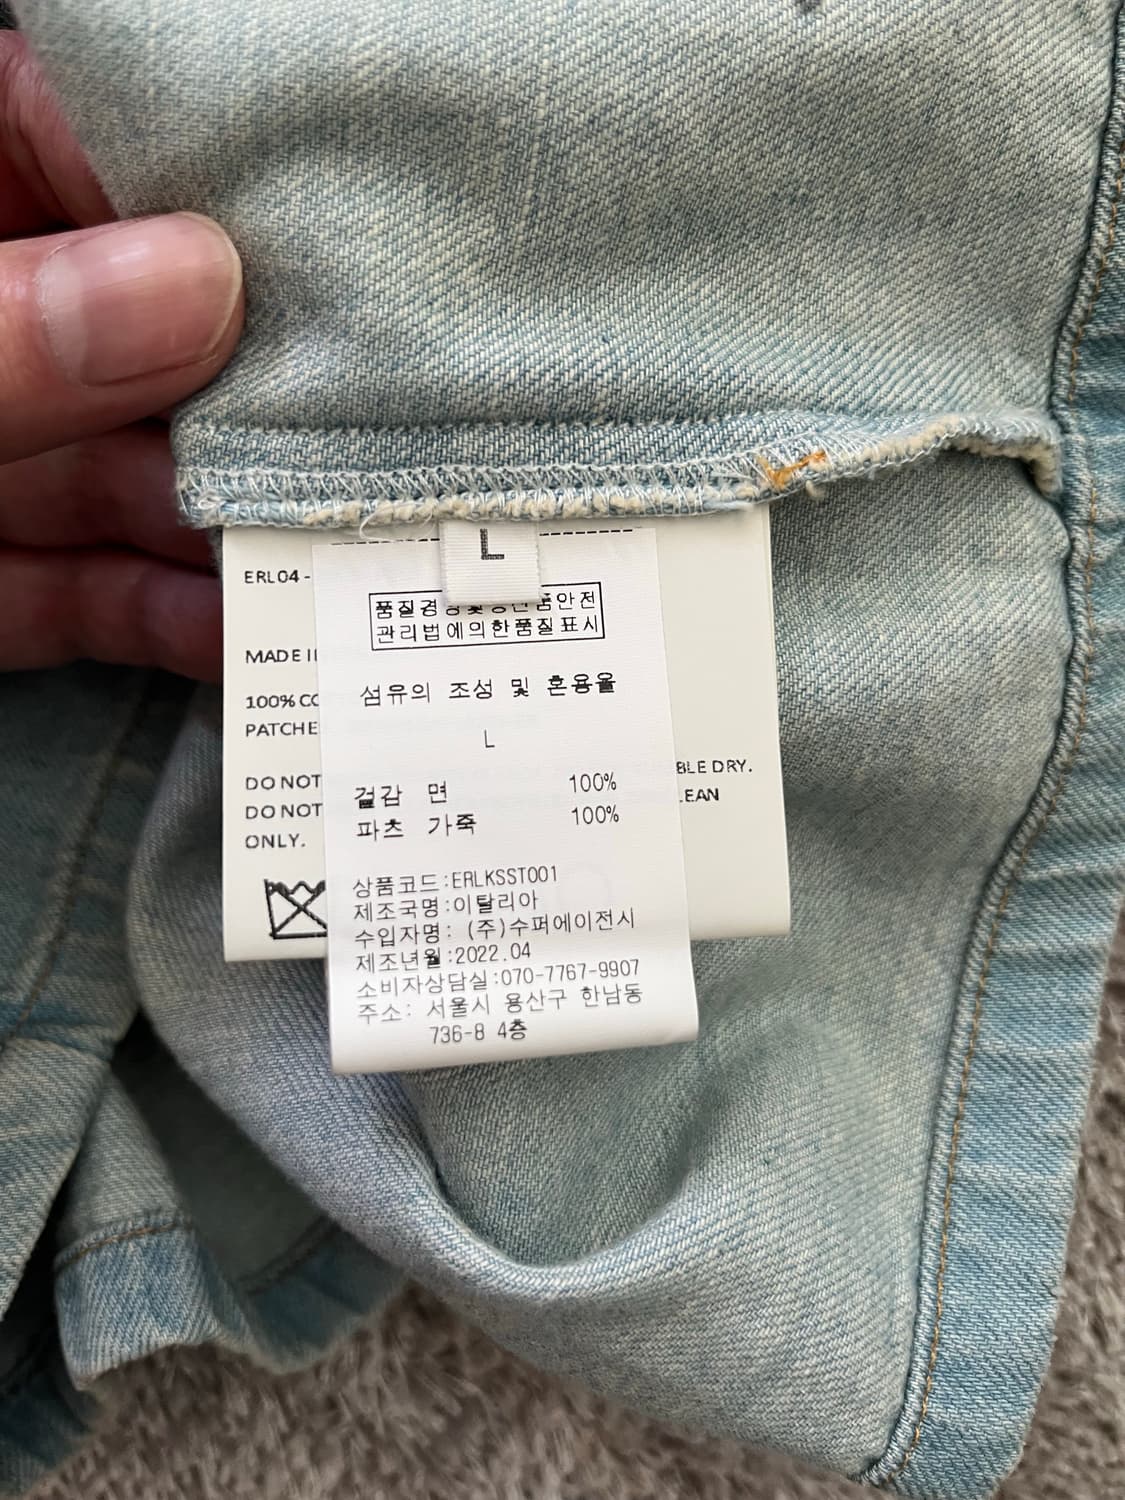 L
ERL04 -
MADE I
100% CO
PATCHE
DO NOT
DO NOT
ONLY.
BLE DRY.
LEAN
품질경 품안전
관리법에의한품질표시
섬유의 조성 및 혼용율
L
겉감 면 100%
파츠 가죽 100%
상품코드:ERLKSST001
제조국명:이탈리아
수입자명: (주)수퍼에이전시
제조년월:2022.04
소비자상담실:070-7767-9907
주소: 서울시 용산구 한남동
736-8 4층